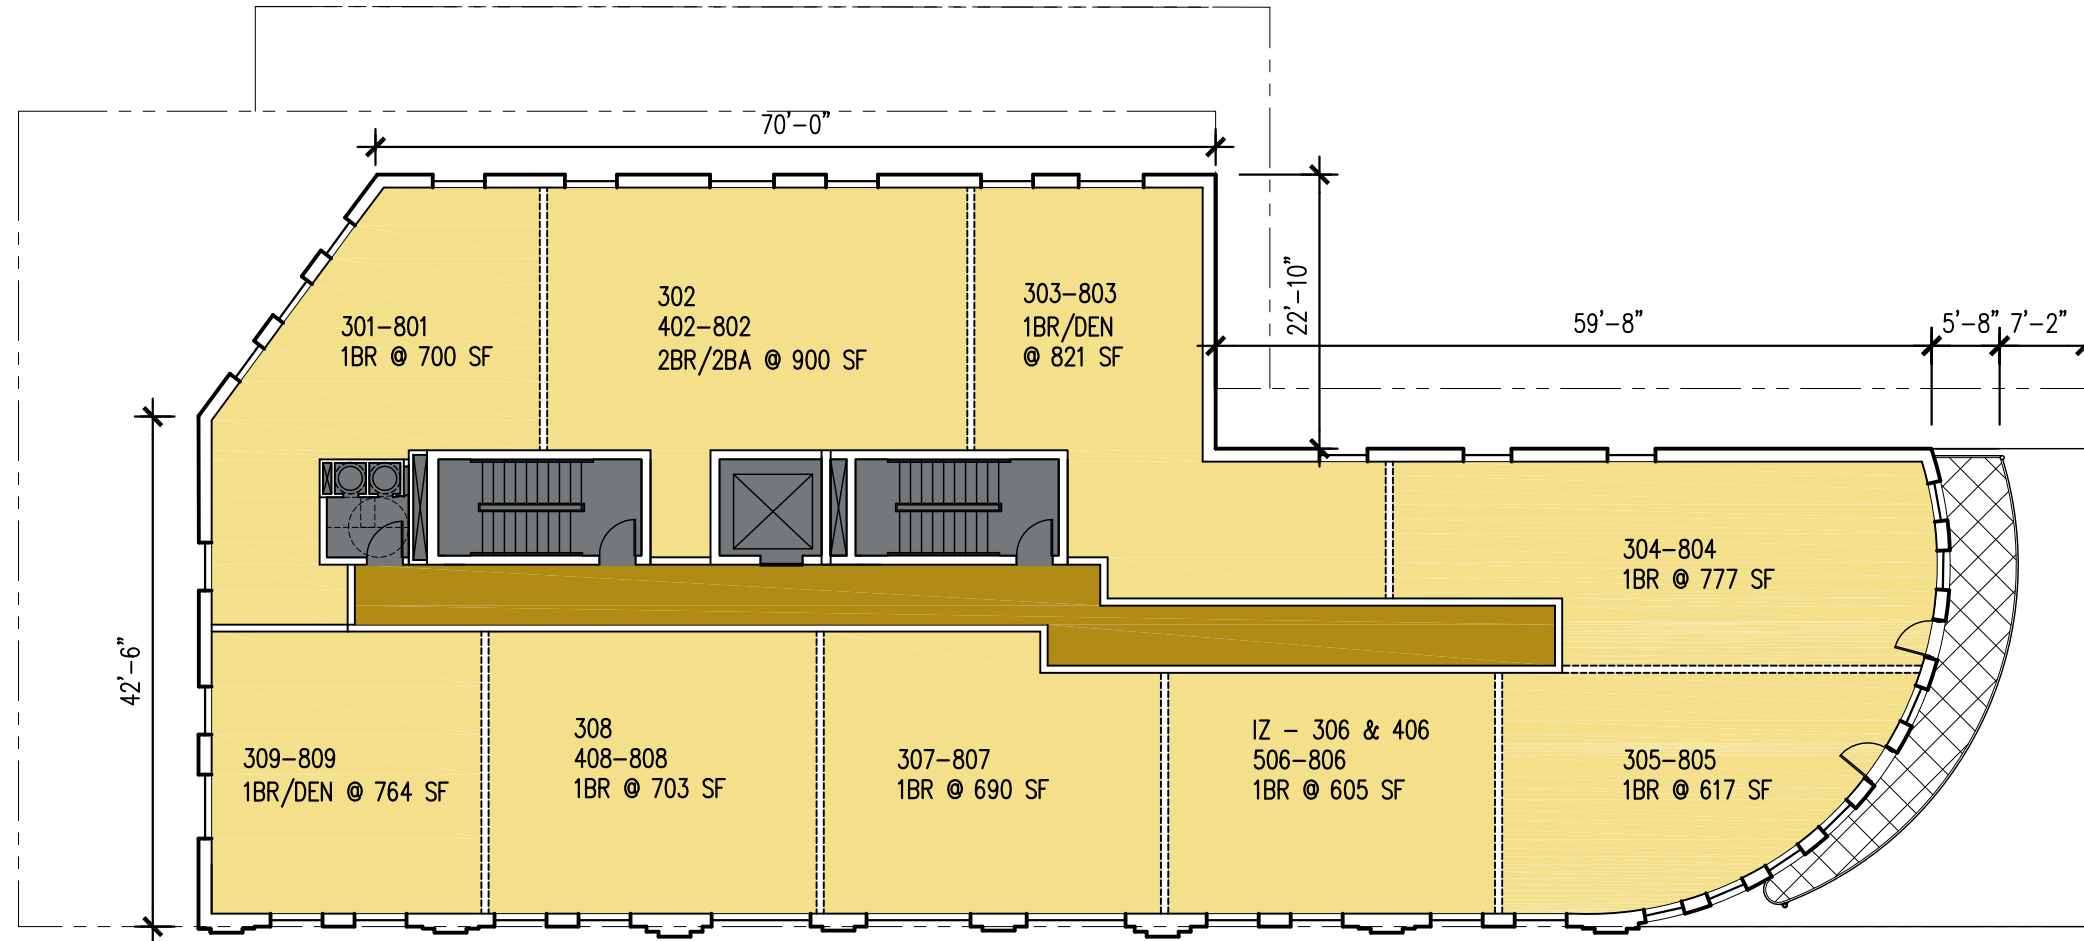 70'-0"
22'-10"
59'-8"
5'-8"
7'-2"
42'-6"
301-801
1BR @ 700 SF
302
402-802
2BR/2BA @ 900 SF
303-803
1BR/DEN
@ 821 SF
304-804
1BR @ 777 SF
309-809
1BR/DEN @ 764 SF
308
408-808
1BR @ 703 SF
307-807
1BR @ 690 SF
IZ - 306 & 406
506-806
1BR @ 605 SF
305-805
1BR @ 617 SF